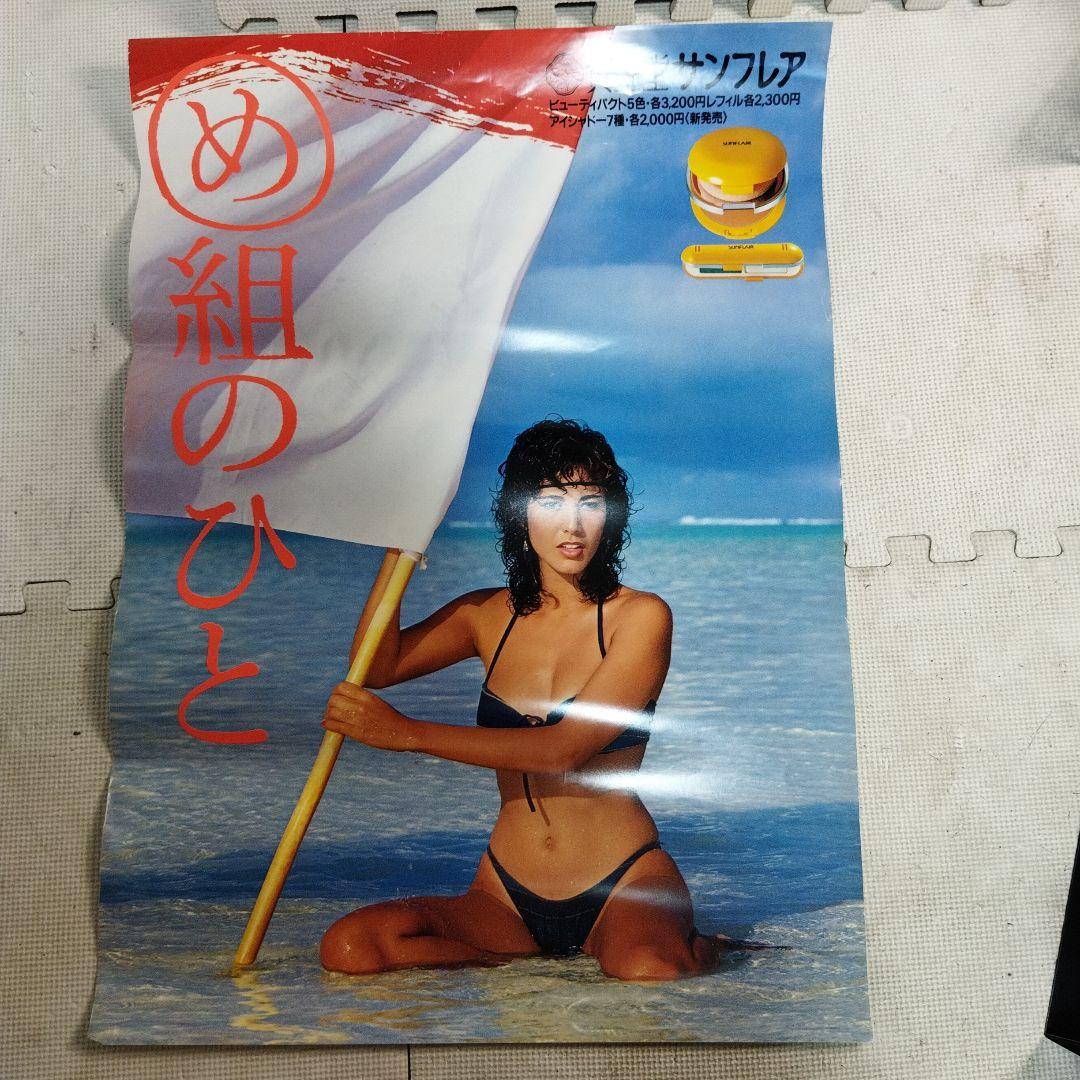 め組のひと
サンフレア
ビューティパクト5色・各3,200円レフィル各2,300円
アイシャドー7種・各2,000円〈新発売〉
SUNFLAIR
SUNFLAIR